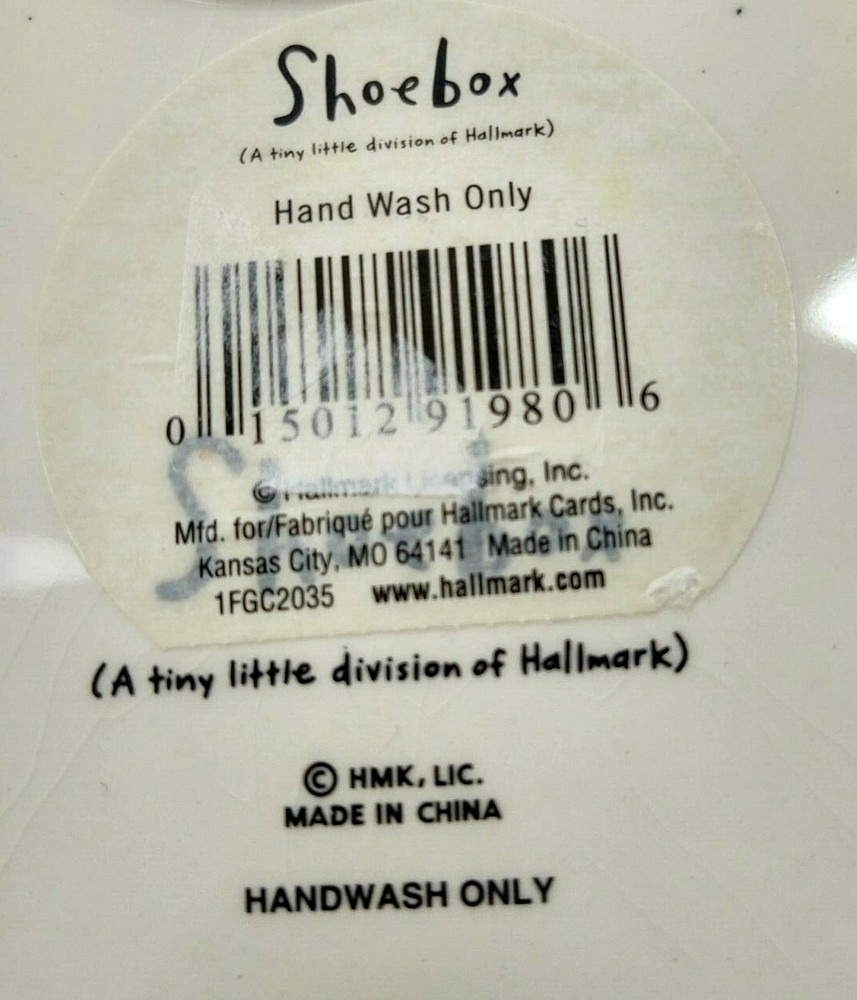 Shoebox
(A tiny little division of Hallmark)
Hand Wash Only
0 15012 91980 6
© Hallmark Licensing, Inc.
Mfd. for/Fabriqué pour Hallmark Cards, Inc.
Kansas City, MO 64141 Made in China
1FGC2035 www.hallmark.com
(A tiny little division of Hallmark)
© HMK, LIC.
MADE IN CHINA
HANDWASH ONLY